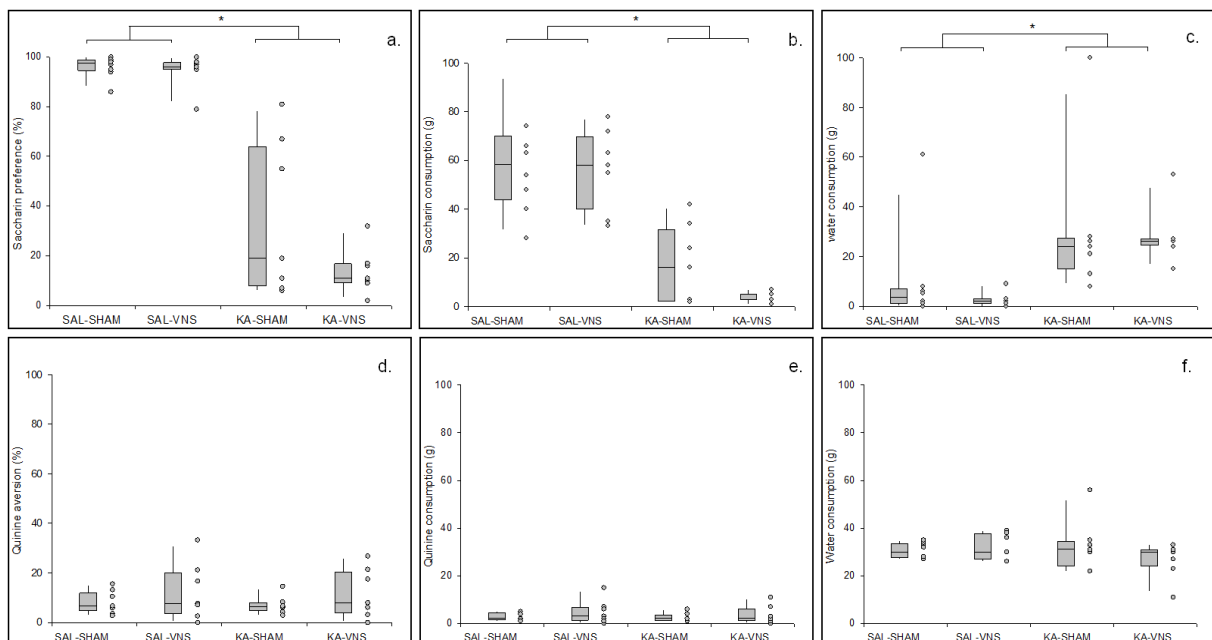 *
a.
Saccharin preference (%)
100
80
60
40
20
0
SAL-SHAM SAL-VNS KA-SHAM KA-VNS
*
b.
Saccharin consumption (g)
100
80
60
40
20
0
SAL-SHAM SAL-VNS KA-SHAM KA-VNS
*
c.
water consumption (g)
100
80
60
40
20
0
SAL-SHAM SAL-VNS KA-SHAM KA-VNS
d.
Quinine aversion (%)
100
80
60
40
20
0
SAL-SHAM SAL-VNS KA-SHAM KA-VNS
e.
Quinine consumption (g)
100
80
60
40
20
0
SAL-SHAM SAL-VNS KA-SHAM KA-VNS
f.
Water consumption (g)
100
80
60
40
20
0
SAL-SHAM SAL-VNS KA-SHAM KA-VNS